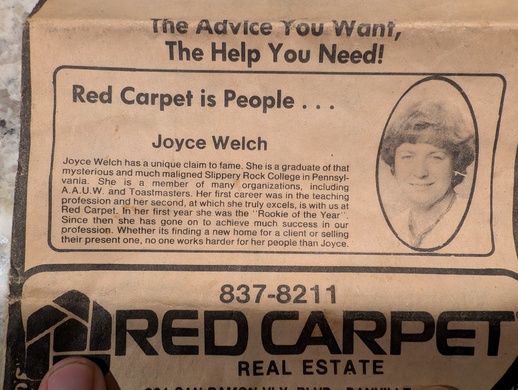 The Advice You Want,
The Help You Need!
Red Carpet is People . . .
Joyce Welch
Joyce Welch has a unique claim to fame. She is a graduate of that
mysterious and much maligned Slippery Rock College in Pennsyl-
vania. She is a member of many organizations, including
A.A.U.W. and Toastmasters. Her first career was in the teaching
profession and her second, at which she truly excels, is with us at
Red Carpet. In her first year she was the "Rookie of the Year".
Since then she has gone on to achieve much success in our
profession. Whether its finding a new home for a client or selling
their present one, no one works harder for her people than Joyce.
837-8211
RED CARPET
REAL ESTATE